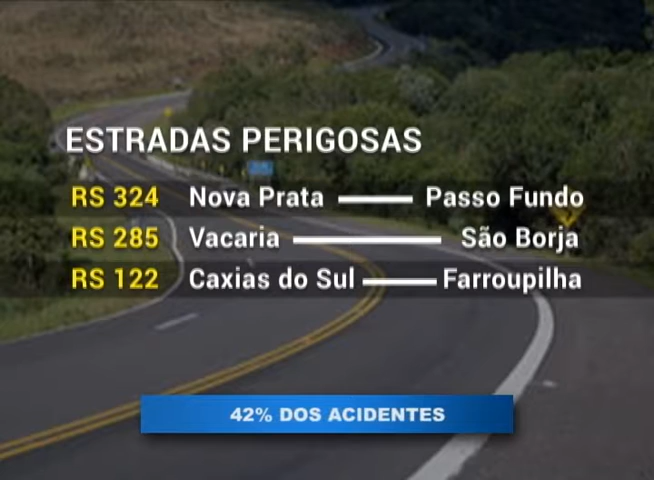 ESTRADAS PERIGOSAS
RS 324 Nova Prata Passo Fundo
RS 285 Vacaria São Borja
RS 122 Caxias do Sul Farroupilha
42% DOS ACIDENTES